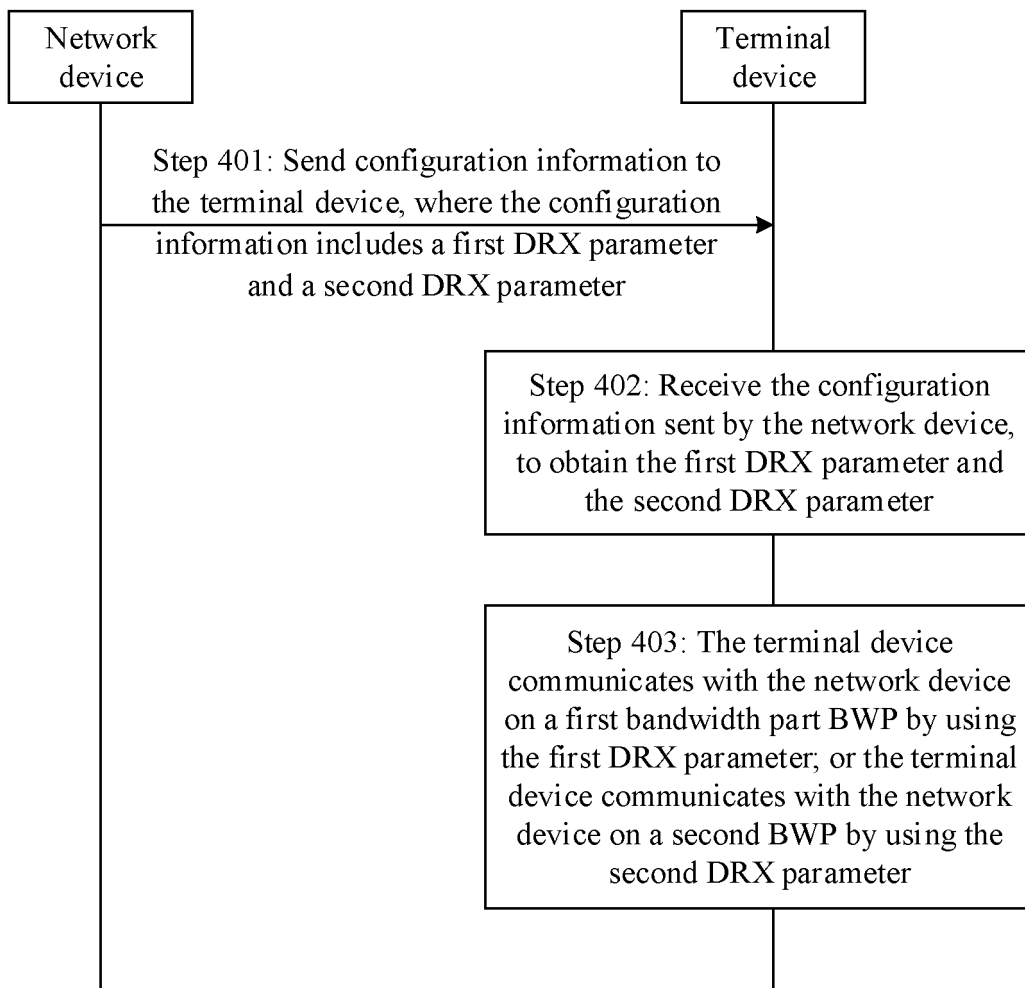 Network
device
Terminal
device
Step 401: Send configuration information to
the terminal device, where the configuration
information includes a first DRX parameter
and a second DRX parameter
Step 402: Receive the configuration
information sent by the network device,
to obtain the first DRX parameter and
the second DRX parameter
Step 403: The terminal device
communicates with the network device
on a first bandwidth part BWP by using
the first DRX parameter; or the terminal
device communicates with the network
device on a second BWP by using the
second DRX parameter